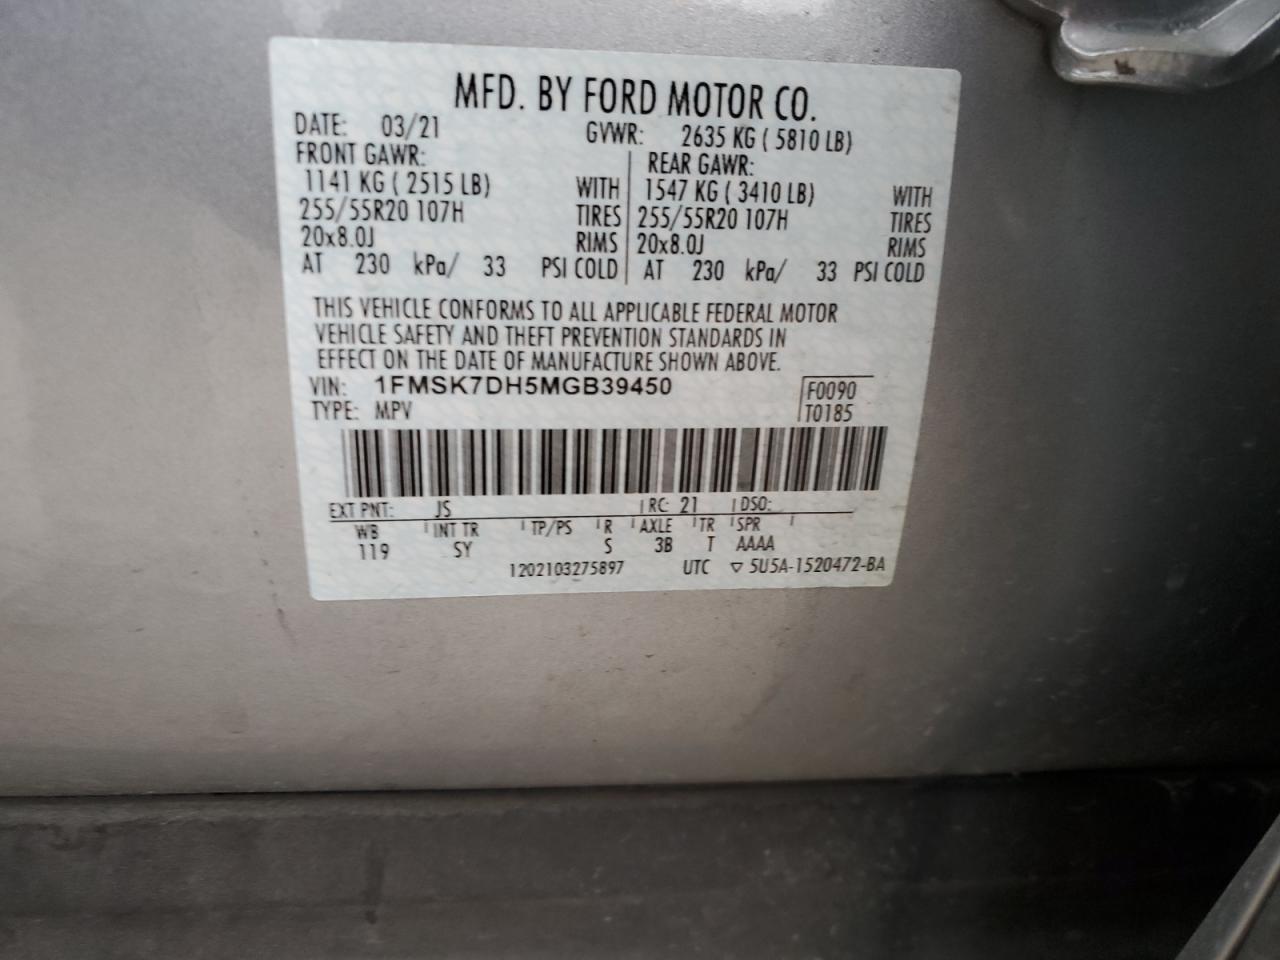 MFD. BY FORD MOTOR CO.
DATE: 03/21 GVWR: 2635 KG ( 5810 LB)
FRONT GAWR: REAR GAWR:
1141 KG ( 2515 LB) WITH 1547 KG ( 3410 LB) WITH
255/55R20 107H TIRES 255/55R20 107H TIRES
20x8.0J RIMS 20x8.0J RIMS
AT 230 kPa/ 33 PSI COLD AT 230 kPa/ 33 PSI COLD
THIS VEHICLE CONFORMS TO ALL APPLICABLE FEDERAL MOTOR
VEHICLE SAFETY AND THEFT PREVENTION STANDARDS IN
EFFECT ON THE DATE OF MANUFACTURE SHOWN ABOVE.
VIN: 1FMSK7DH5MGB39450 F0090
TYPE: MPV T0185
EXT PNT: JS RC: 21 DSO:
WB INT TR TP/PS R AXLE TR SPR
119 SY S 3B T AAAA
1202103275897 UTC ▽ 5U5A-1520472-BA